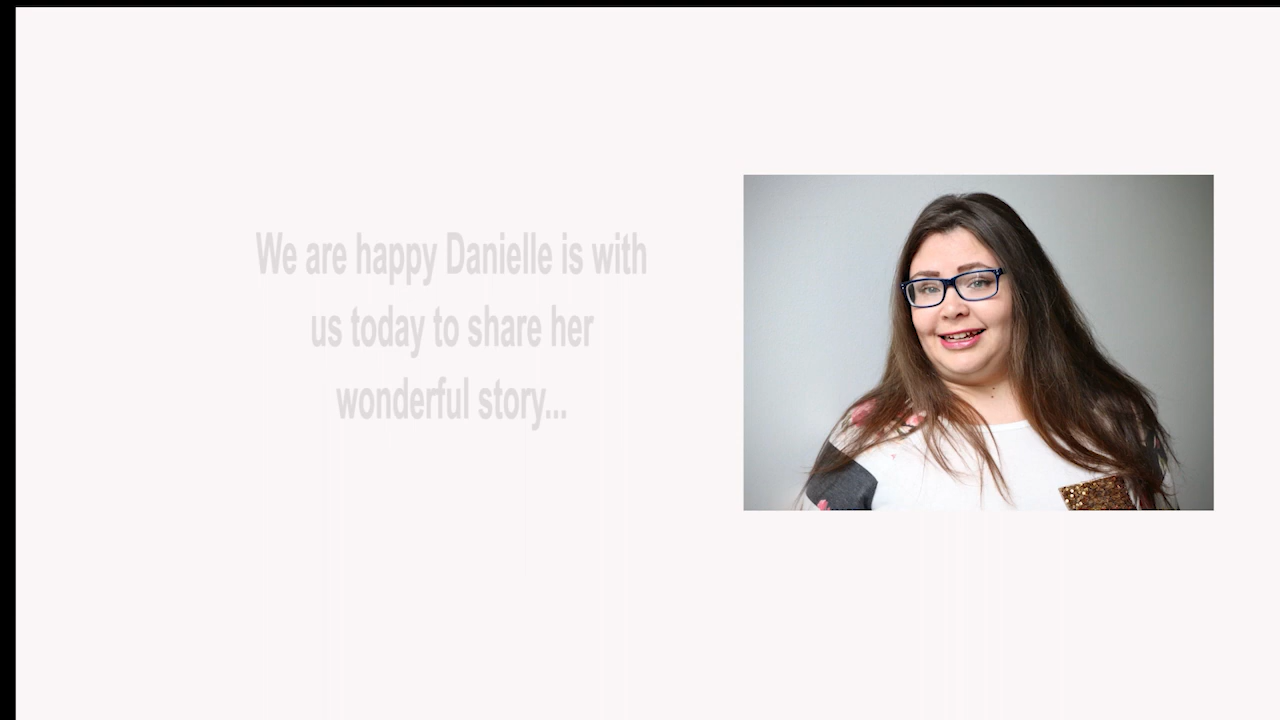 We are happy Danielle is with
us today to share her
wonderful story...